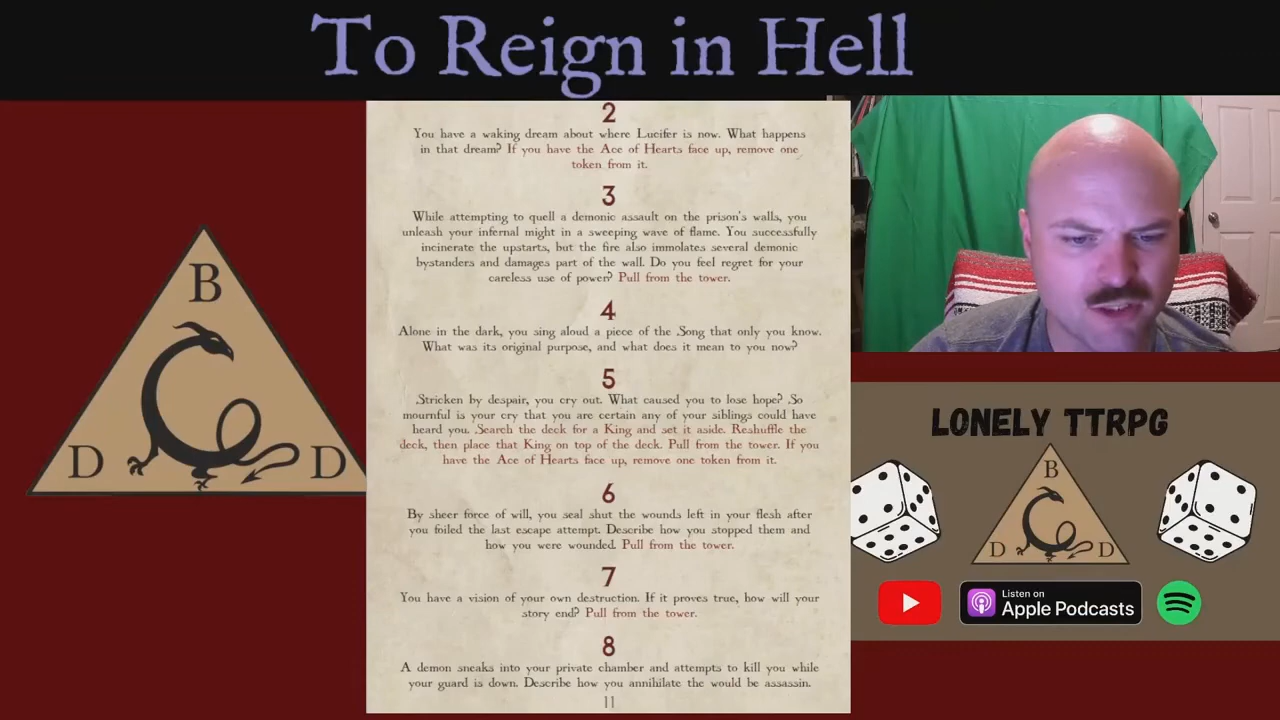 To Reign in Hell
2
You have a waking dream about where Lucifer is now. What happens
in that dream? If you have the Ace of Hearts face up, remove one
token from it.
3
While attempting to quell a demonic assault on the prison's walls, you
unleash your infernal might in a sweeping wave of flame. You successfully
incinerate the upstarts, but the fire also immolates several demonic
bystanders and damages part of the wall. Do you feel regret for your
careless use of power? Pull from the tower.
4
Alone in the dark, you sing aloud a piece of the Song that only you know.
What was its original purpose, and what does it mean to you now?
5
Stricken by despair, you cry out. What caused you to lose hope? So
mournful is your cry that you are certain any of your siblings could have
heard you. Search the deck for a King and set it aside. Reshuffle the
deck, then place that King on top of the deck. Pull from the tower. If you
have the Ace of Hearts face up, remove one token from it.
6
By sheer force of will, you seal shut the wounds left in your flesh after
you foiled the last escape attempt. Describe how you stopped them and
how you were wounded. Pull from the tower.
7
You have a vision of your own destruction. If it proves true, how will your
story end? Pull from the tower.
8
A demon sneaks into your private chamber and attempts to kill you while
your guard is down. Describe how you annihilate the would be assassin.
11
B
D D
LONELY TTRPG
B
D D
Listen on
Apple Podcasts